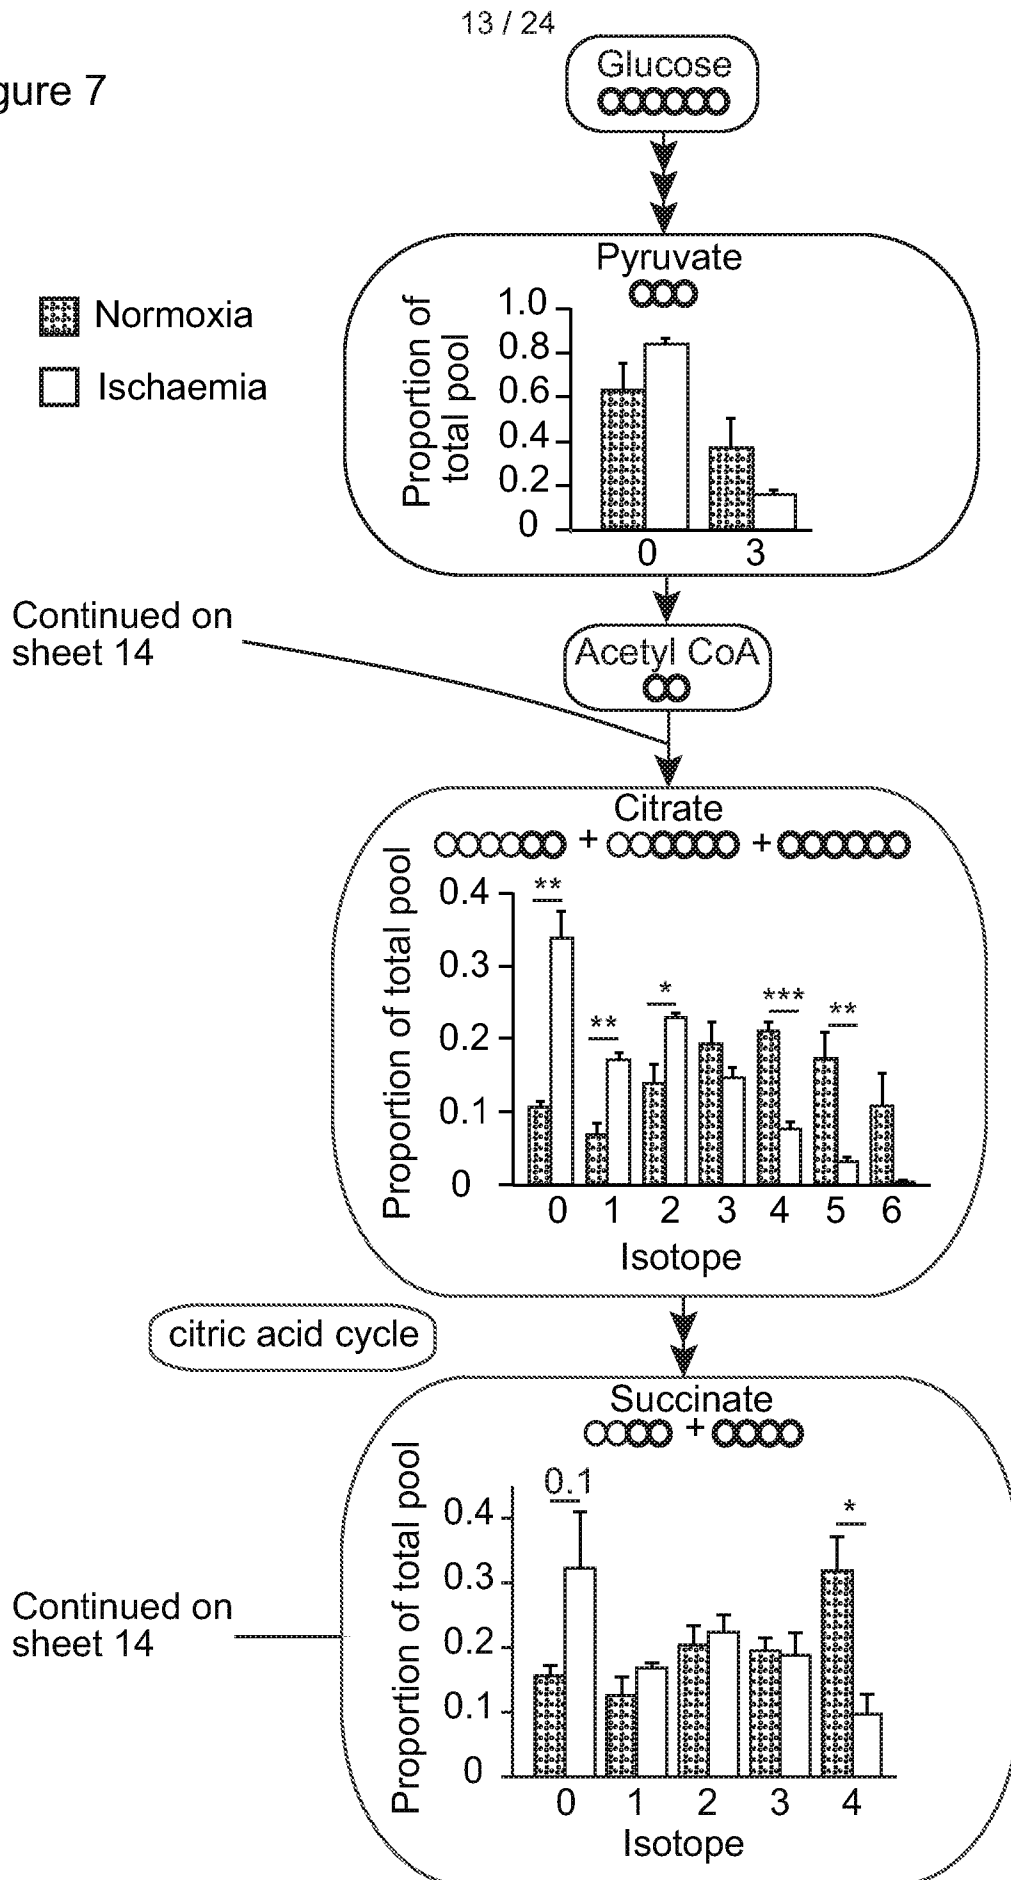 13 / 24
gure 7
Glucose
Normoxia
Ischaemia
Pyruvate
Proportion of
total pool
1.0
0.8
0.6
0.4
0.2
0
0 3
Continued on
sheet 14
Acetyl CoA
Citrate
+ +
Proportion of total pool
0.4
0.3
0.2
0.1
0
** ** * *** **
0 1 2 3 4 5 6
Isotope
citric acid cycle
Succinate
+
Proportion of total pool
0.4
0.3
0.2
0.1
0
0.1 *
0 1 2 3 4
Isotope
Continued on
sheet 14